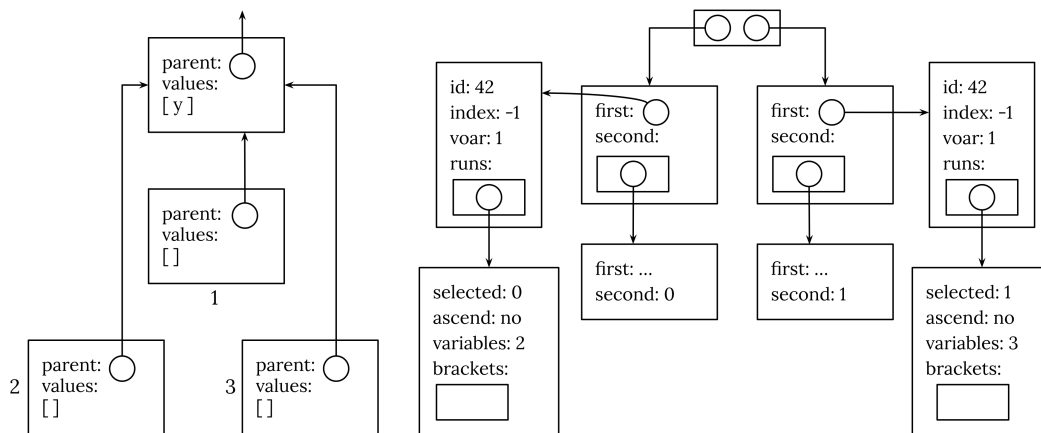 parent:
values:
[ y ]
parent:
values:
[ ]
1
2
parent:
values:
[ ]
3
parent:
values:
[ ]
id: 42
index: -1
voar: 1
runs:
first:
second:
first:
second:
id: 42
index: -1
voar: 1
runs:
selected: 0
ascend: no
variables: 2
brackets:
first: ...
second: 0
first: ...
second: 1
selected: 1
ascend: no
variables: 3
brackets: